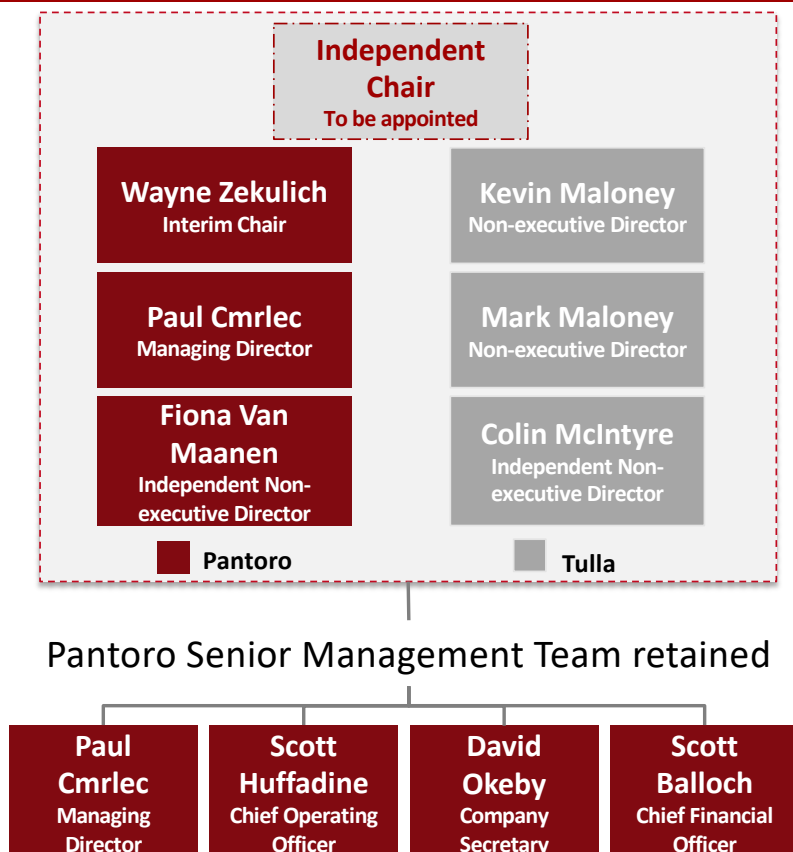 Independent
Chair
To be appointed
Wayne Zekulich
Interim Chair
Kevin Maloney
Non-executive Director
Paul Cmrlec
Managing Director
Mark Maloney
Non-executive Director
Fiona Van
Maanen
Independent Non-
executive Director
Colin McIntyre
Independent Non-
executive Director
Pantoro
Tulla
Pantoro Senior Management Team retained
Paul
Cmrlec
Managing
Director
Scott
Huffadine
Chief Operating
Officer
David
Okeby
Company
Secretary
Scott
Balloch
Chief Financial
Officer